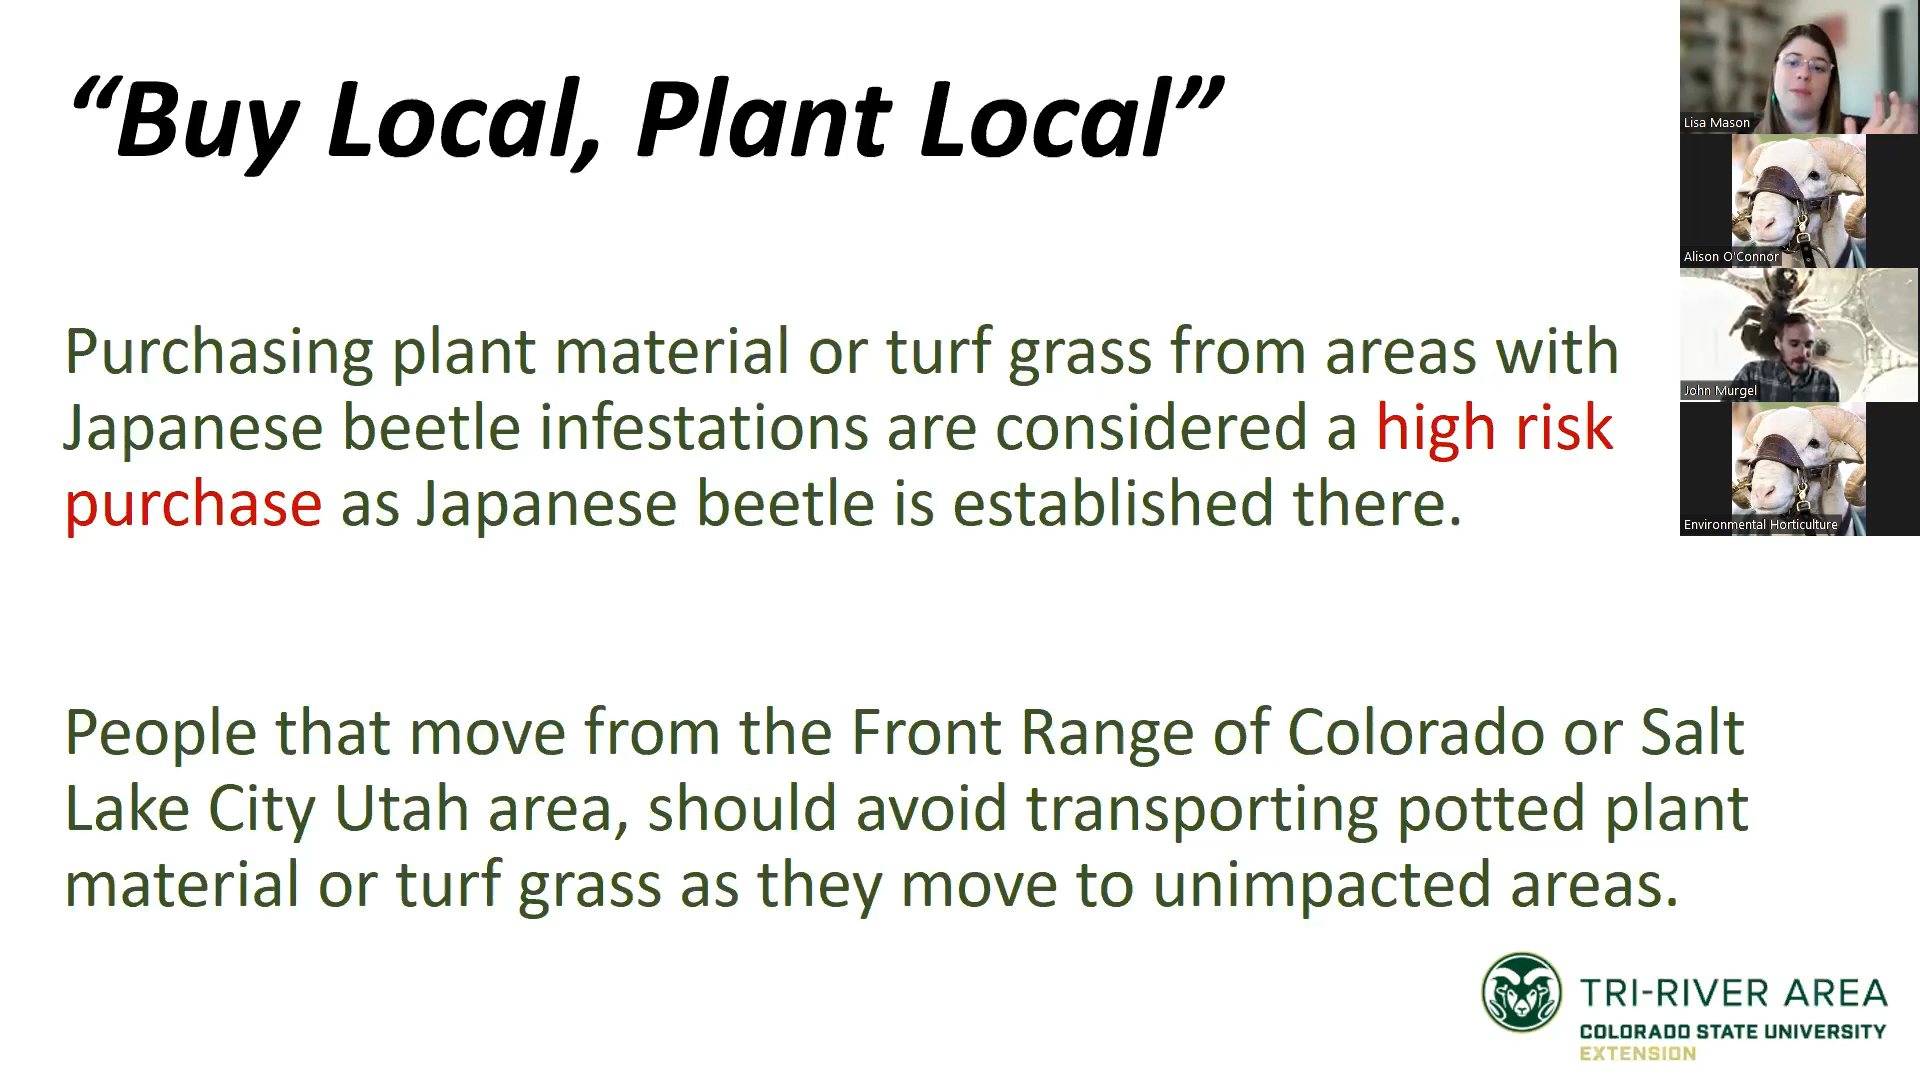 “Buy Local, Plant Local”
Purchasing plant material or turf grass from areas with
Japanese beetle infestations are considered a high risk
purchase as Japanese beetle is established there.
People that move from the Front Range of Colorado or Salt
Lake City Utah area, should avoid transporting potted plant
material or turf grass as they move to unimpacted areas.
TRI-RIVER AREA
COLORADO STATE UNIVERSITY
EXTENSION
Lisa Mason
Alison O'Connor
John Murgel
Environmental Horticulture